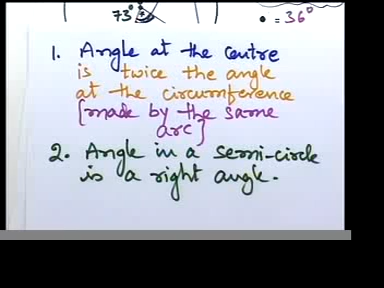 73° • = 36°
1. Angle at the centre
is twice the angle
at the circumference
[made by the same
arc}
2. Angle in a semi-circle
is a right angle.